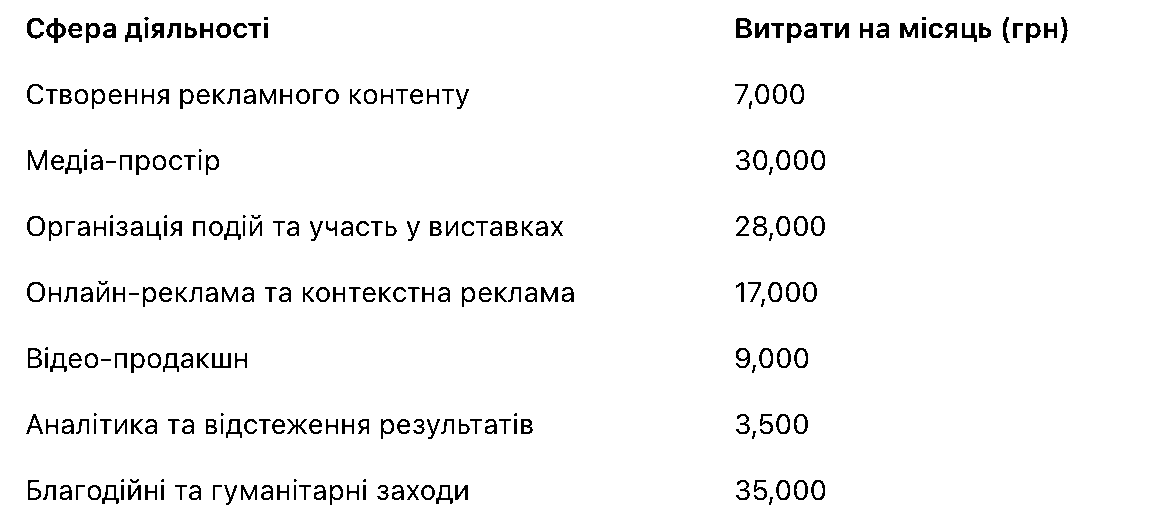 Сфера діяльності Витрати на місяць (грн)
Створення рекламного контенту 7,000
Медіа-простір 30,000
Організація подій та участь у виставках 28,000
Онлайн-реклама та контекстна реклама 17,000
Відео-продакшн 9,000
Аналітика та відстеження результатів 3,500
Благодійні та гуманітарні заходи 35,000